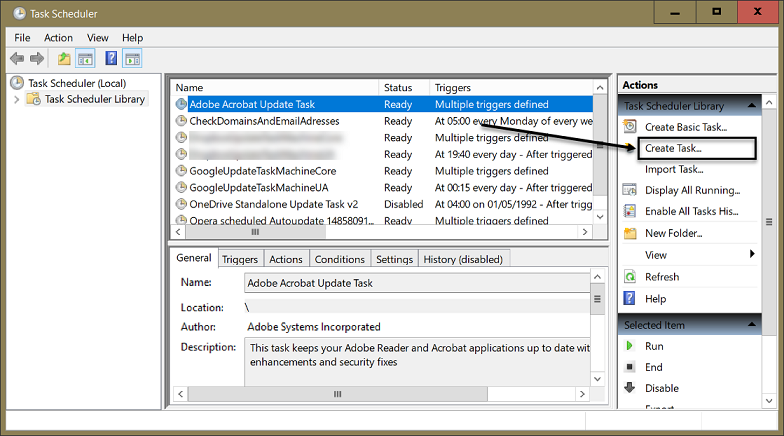 Task Scheduler
File Action View Help
Task Scheduler (Local)
Task Scheduler Library
Name Status Triggers
Adobe Acrobat Update Task Ready Multiple triggers defined
CheckDomainsAndEmailAdresses Ready At 05:00 every Monday of every we
Ready Multiple triggers defined
Ready At 19:40 every day - After triggered
GoogleUpdateTaskMachineCore Ready Multiple triggers defined
GoogleUpdateTaskMachineUA Ready At 00:15 every day - After triggered
OneDrive Standalone Update Task v2 Disabled At 04:00 on 01/05/1992 - After trigg
Opera scheduled Autoupdate 14858091... Ready Multiple triggers defined
General Triggers Actions Conditions Settings History (disabled)
Name: Adobe Acrobat Update Task
Location: \
Author: Adobe Systems Incorporated
Description: This task keeps your Adobe Reader and Acrobat applications up to date wit
enhancements and security fixes
Actions
Task Scheduler Library
Create Basic Task...
Create Task...
Import Task...
Display All Running...
Enable All Tasks His...
New Folder...
View
Refresh
Help
Selected Item
Run
End
Disable
Export